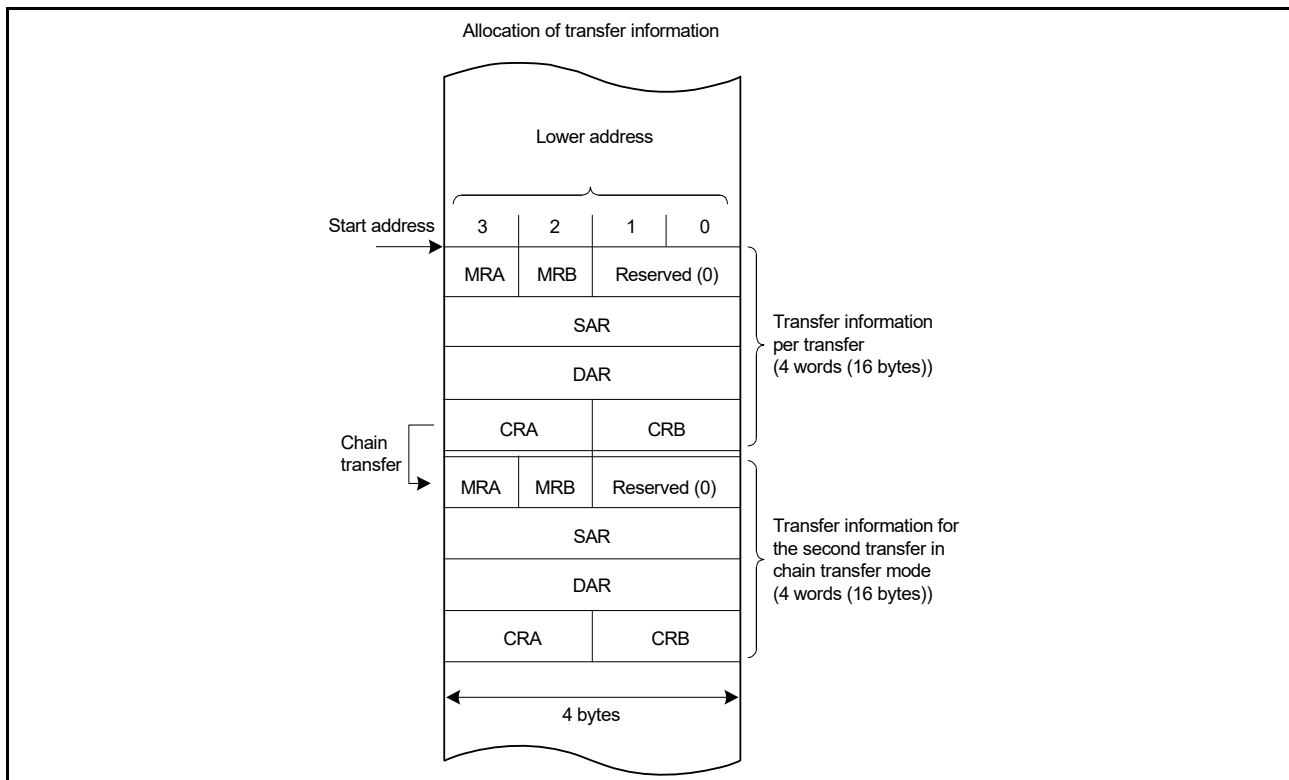 Allocation of transfer information
Lower address
Start address
3 2 1 0
MRA MRB Reserved (0)
SAR
DAR
CRA CRB
Transfer information
per transfer
(4 words (16 bytes))
Chain
transfer
MRA MRB Reserved (0)
SAR
DAR
CRA CRB
Transfer information for
the second transfer in
chain transfer mode
(4 words (16 bytes))
4 bytes